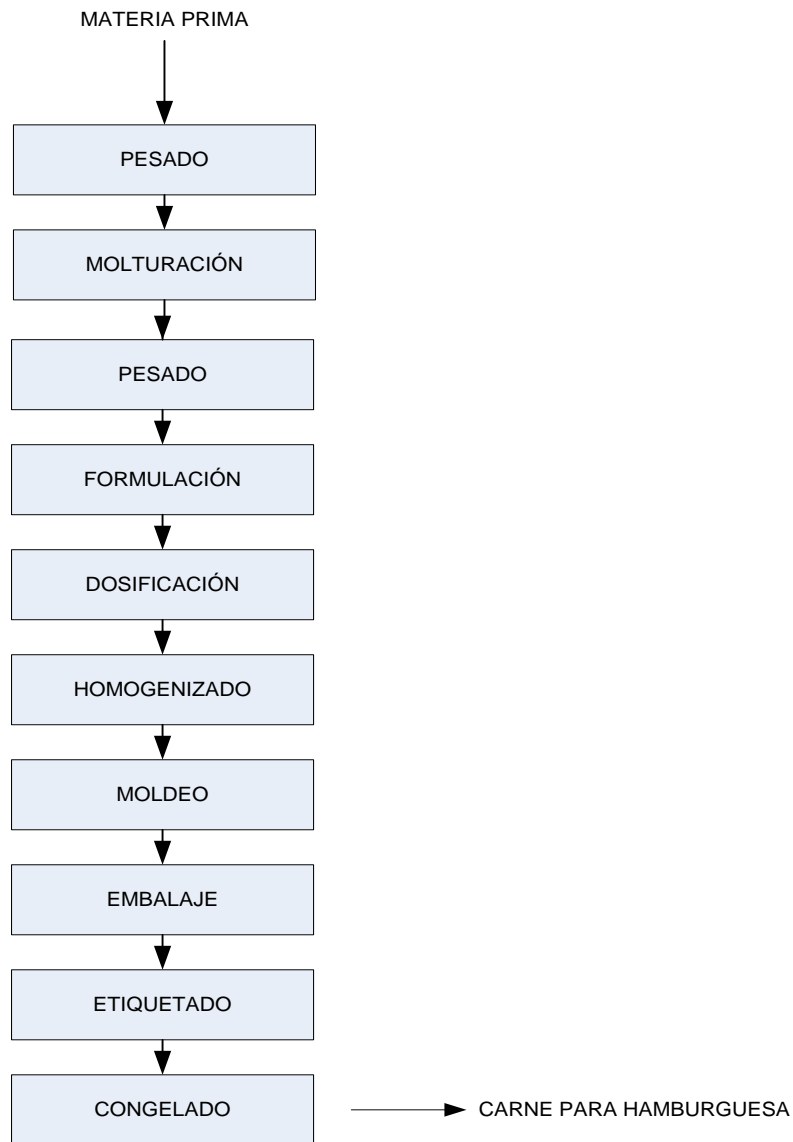 MATERIA PRIMA
PESADO
MOLTURACIÓN
PESADO
FORMULACIÓN
DOSIFICACIÓN
HOMOGENIZADO
MOLDEO
EMBALAJE
ETIQUETADO
CONGELADO
CARNE PARA HAMBURGUESA